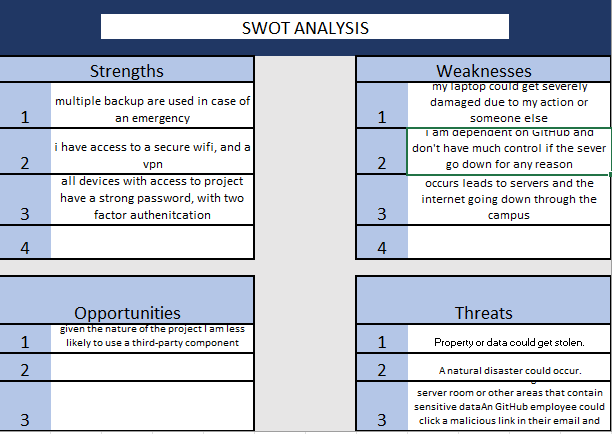 SWOT ANALYSIS
Strengths
1
multiple backup are used in case of
an emergency
2
i have access to a secure wifi, and a
vpn
3
all devices with access to project
have a strong password, with two
factor authenitcation
4
Weaknesses
1
my laptop could get severely
damaged due to my action or
someone else
2
I am dependent on GitHub and
don't have much control if the sever
go down for any reason
3
occurs leads to servers and the
internet going down through the
campus
4
Opportunities
1
given the nature of the project I am less
likely to use a third-party component
2
3
Threats
1
Property or data could get stolen.
2
A natural disaster could occur.
3
server room or other areas that contain
sensitive dataAn GitHub employee could
click a malicious link in their email and